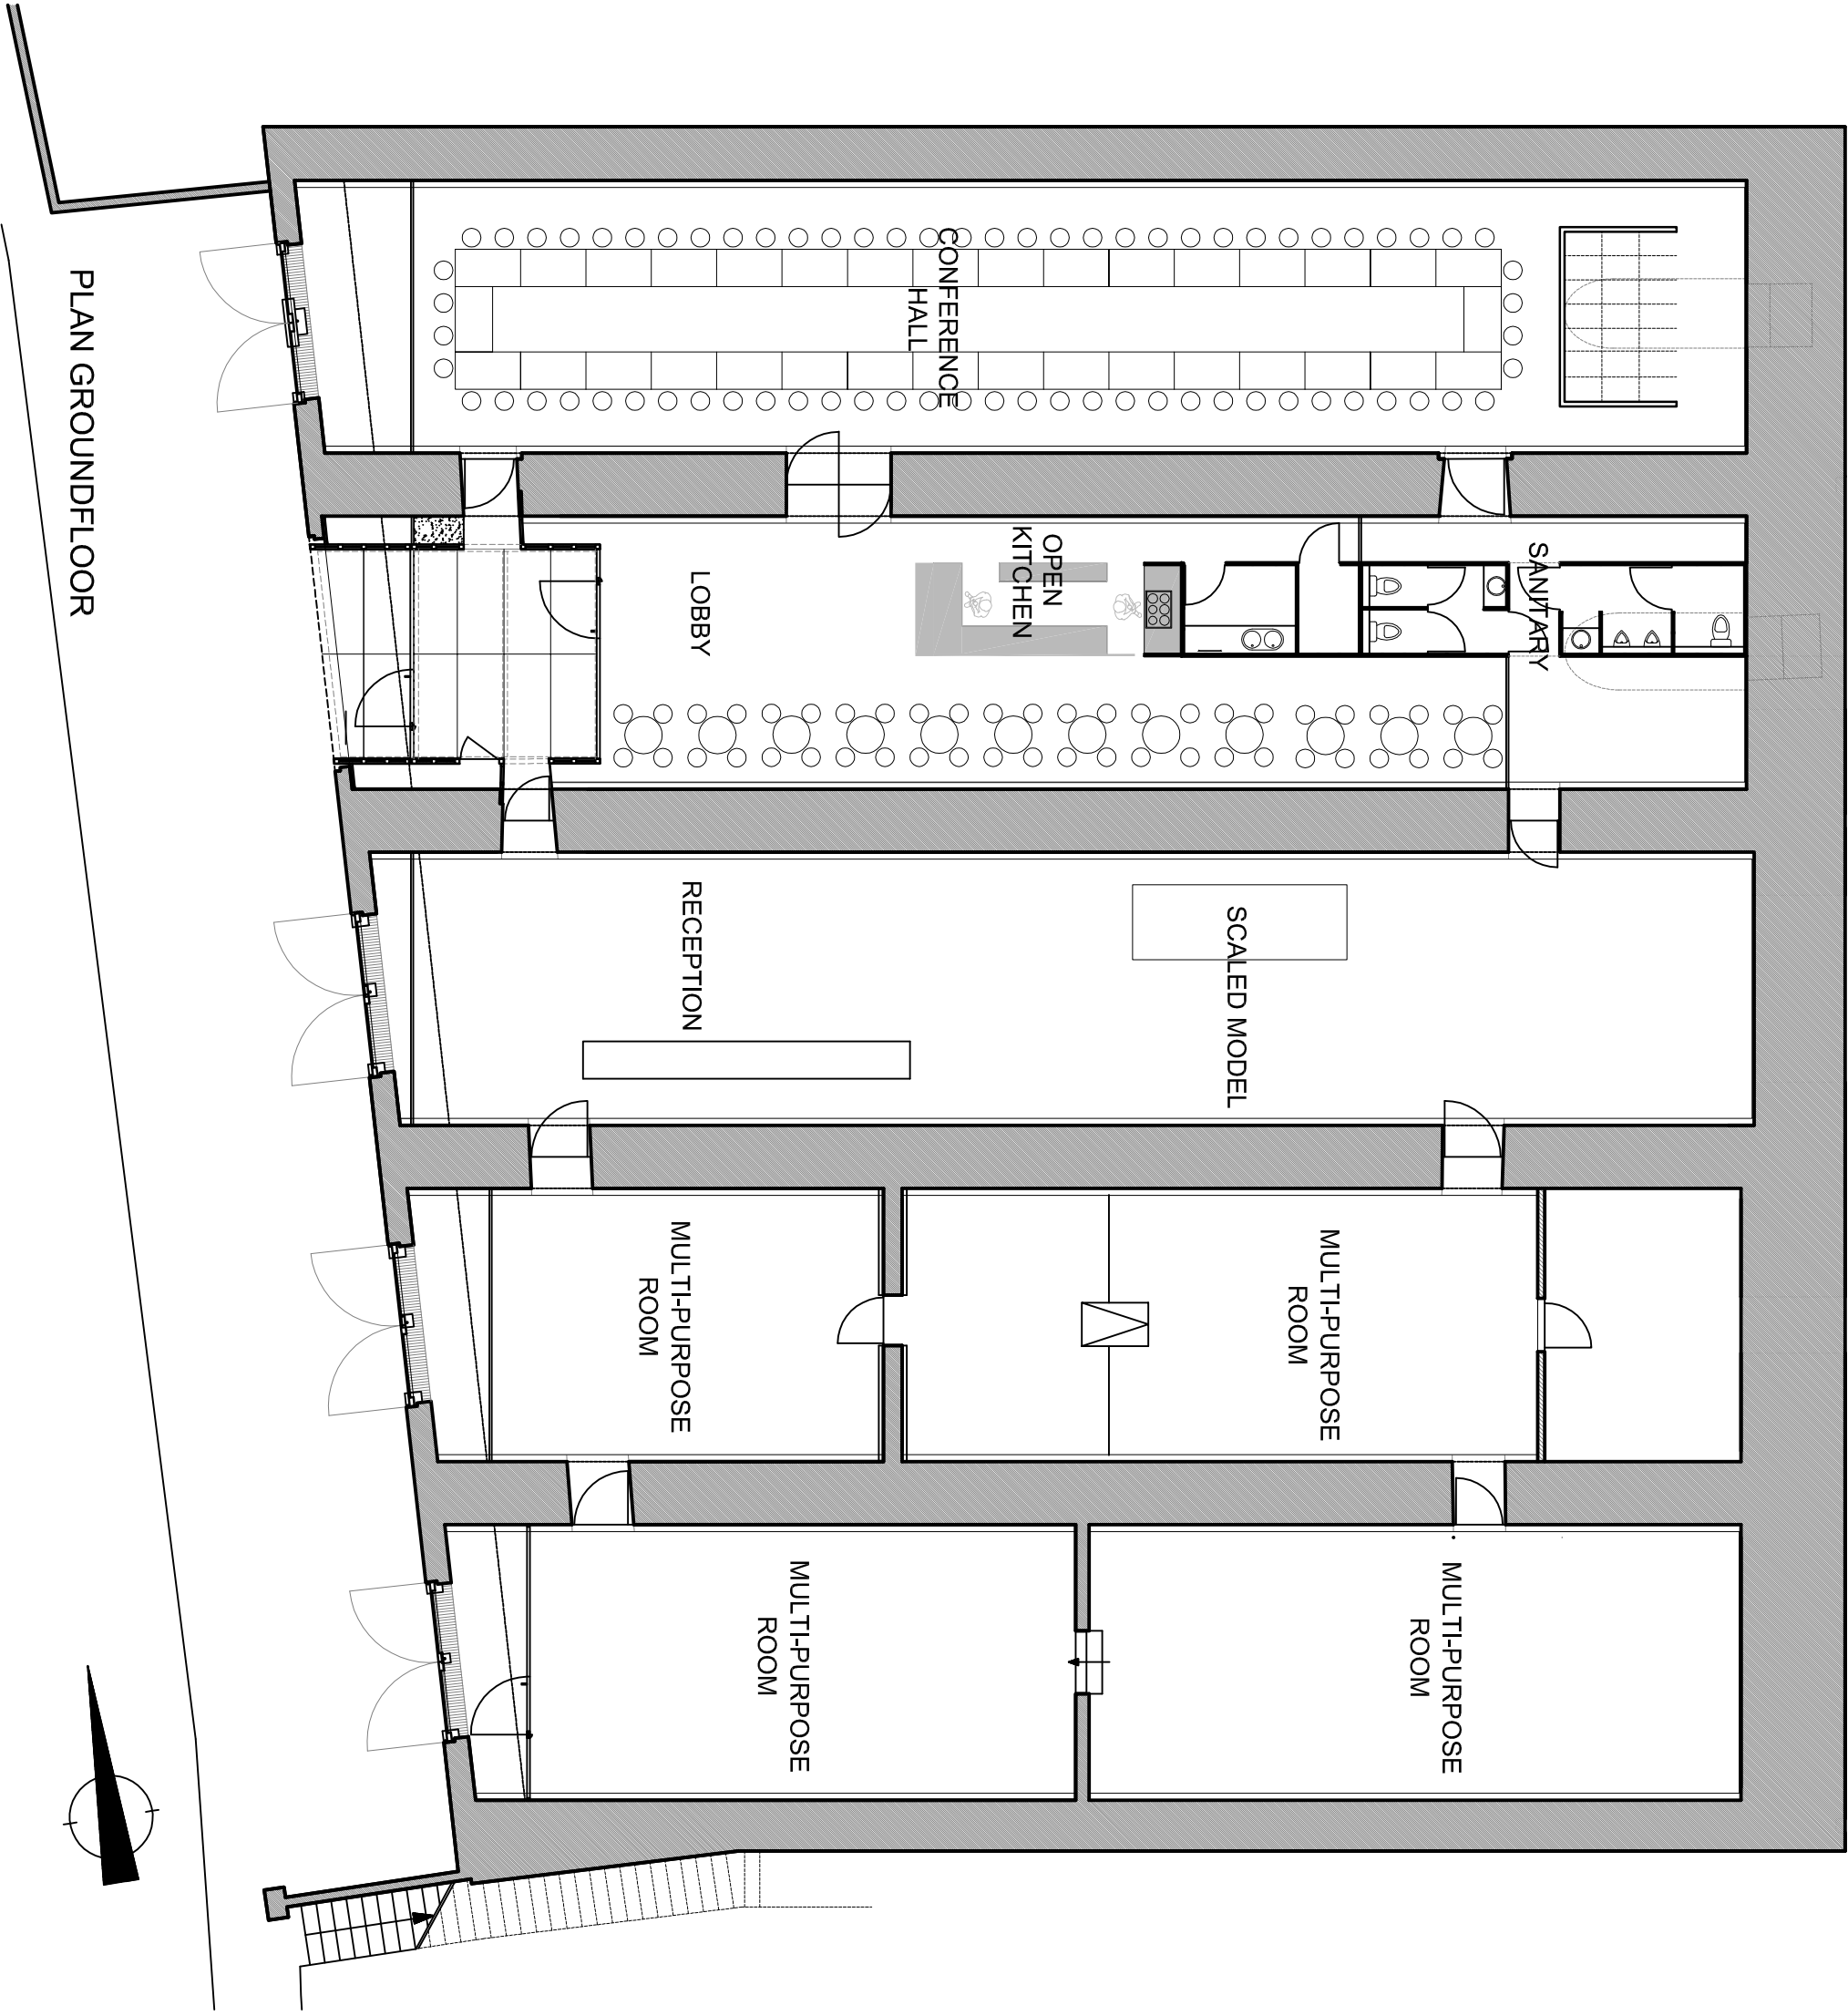 PLAN GROUNDFLOOR
CONFERENCE
HALL
LOBBY
OPEN
KITCHEN
SANITARY
RECEPTION
SCALED MODEL
MULTI-PURPOSE
ROOM
MULTI-PURPOSE
ROOM
MULTI-PURPOSE
ROOM
MULTI-PURPOSE
ROOM